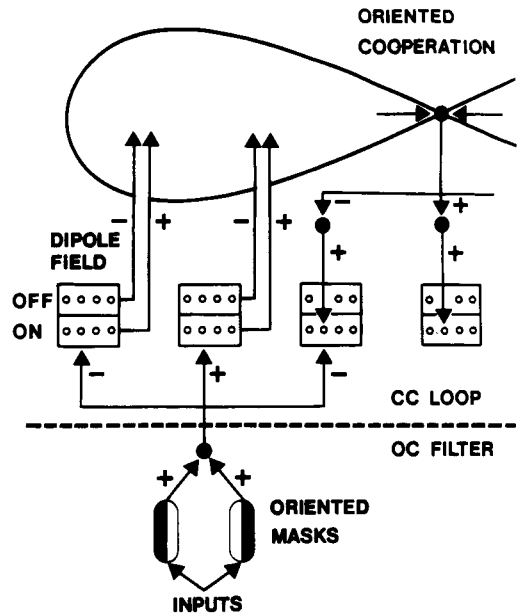 ORIENTED
COOPERATION
- + - + - +
DIPOLE
FIELD
+ +
OFF
ON
- + -
CC LOOP
OC FILTER
+ +
ORIENTED
MASKS
INPUTS